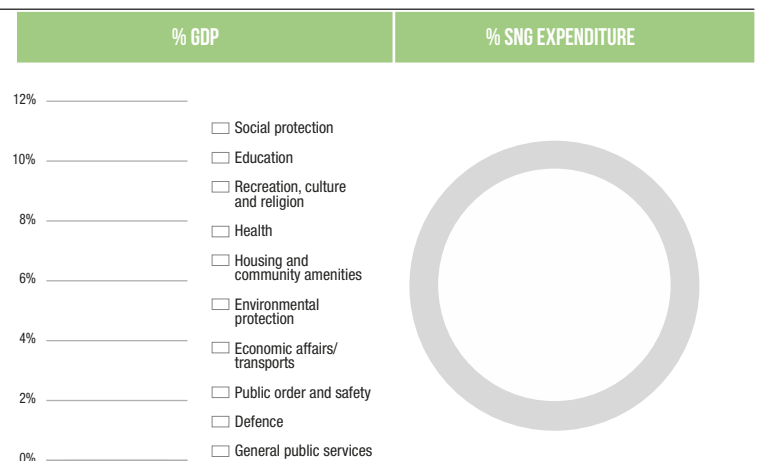 % GDP
% SNG EXPENDITURE
12%
10%
8%
6%
4%
2%
0%
Social protection
Education
Recreation, culture
and religion
Health
Housing and
community amenities
Environmental
protection
Economic affairs/
transports
Public order and safety
Defence
General public services